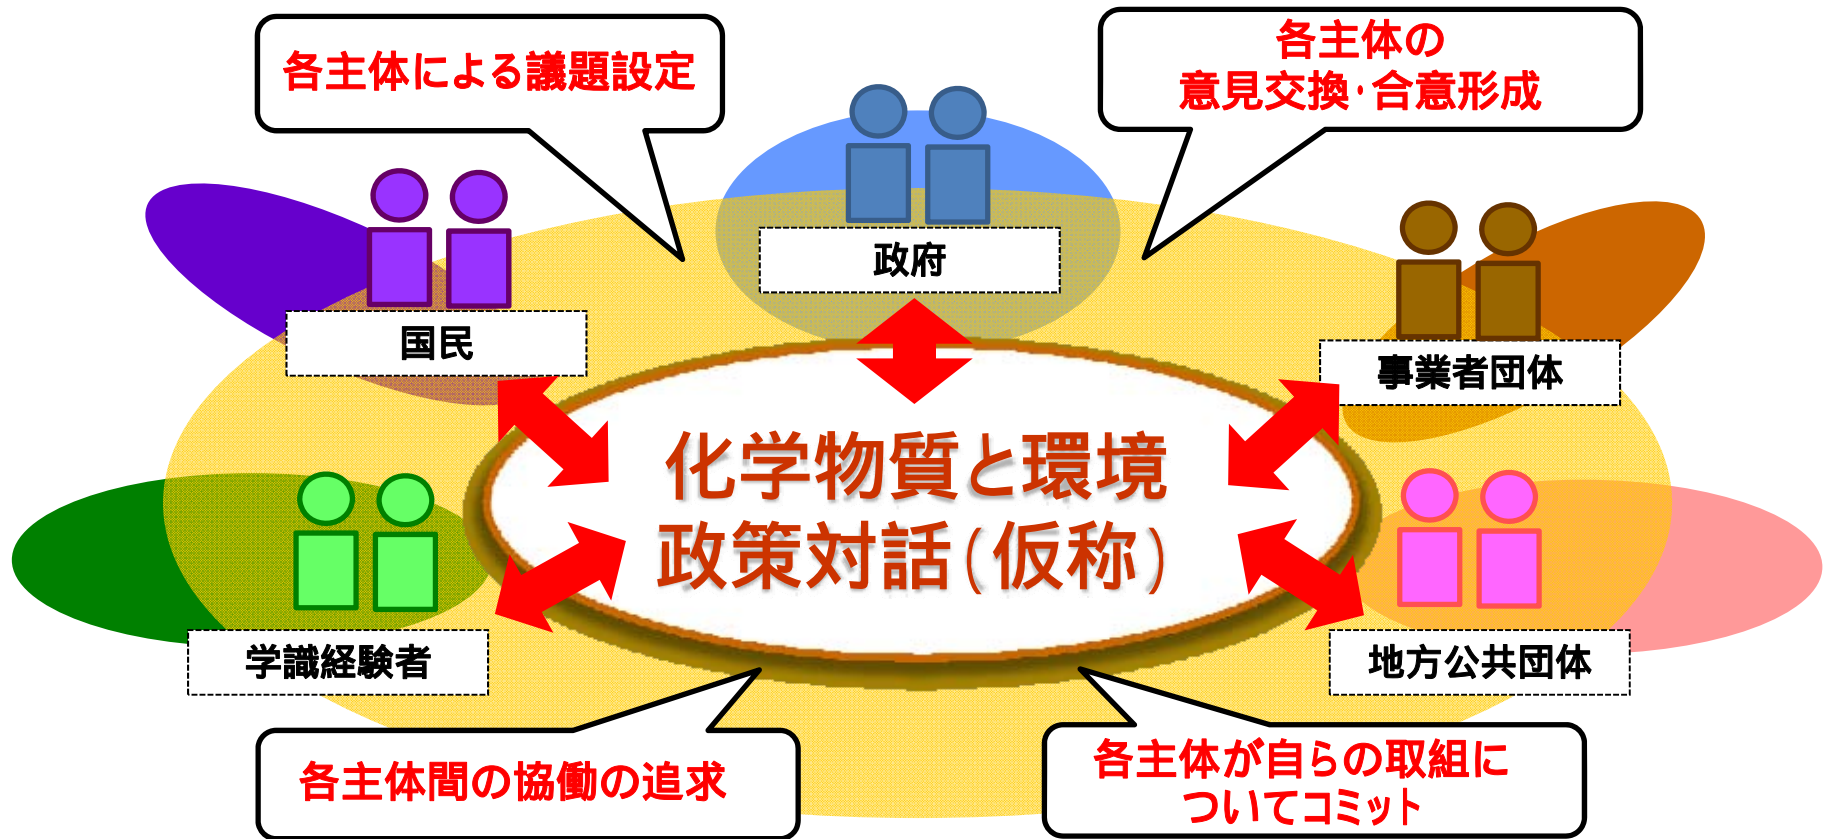 各主体による議題設定
各主体の
意見交換・合意形成
政府
国民
事業者団体
化学物質と環境
政策対話(仮称)
学識経験者
地方公共団体
各主体間の協働の追求
各主体が自らの取組に
ついてコミット